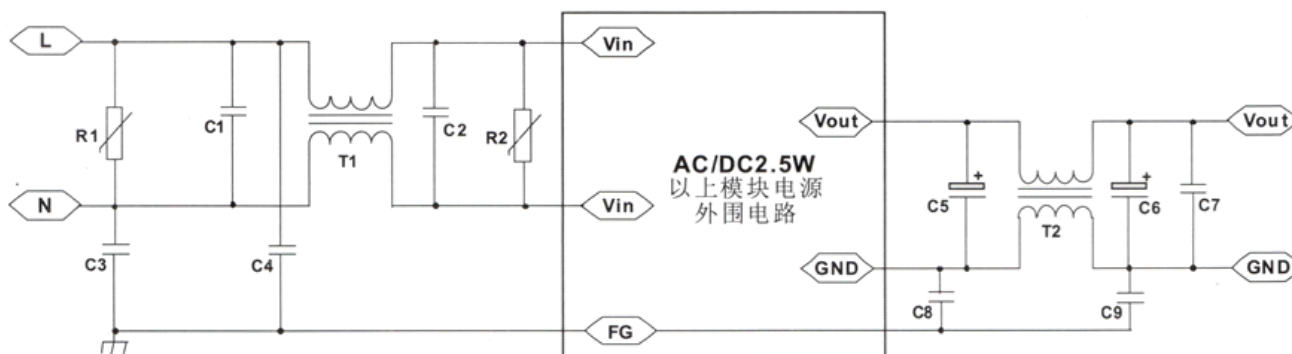 L
Vin
R1
C1
C2
R2
T1
N
Vin
C3
C4
FG
AC/DC2.5W
以上模块电源
外围电路
Vout
Vout
+
+
C5
C6
C7
T2
GND
GND
C8
C9